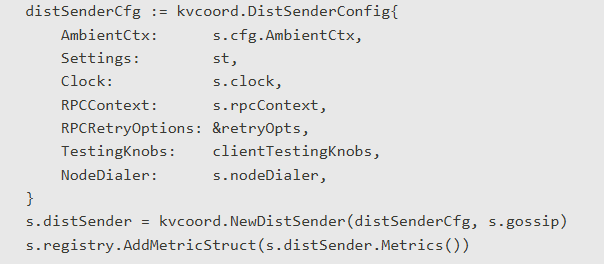 distSenderCfg := kvcoord.DistSenderConfig{
    AmbientCtx:      s.cfg.AmbientCtx,
    Settings:        st,
    Clock:           s.clock,
    RPCContext:      s.rpcContext,
    RPCRetryOptions: &retryOpts,
    TestingKnobs:    clientTestingKnobs,
    NodeDialer:      s.nodeDialer,
}
s.distSender = kvcoord.NewDistSender(distSenderCfg, s.gossip)
s.registry.AddMetricStruct(s.distSender.Metrics())